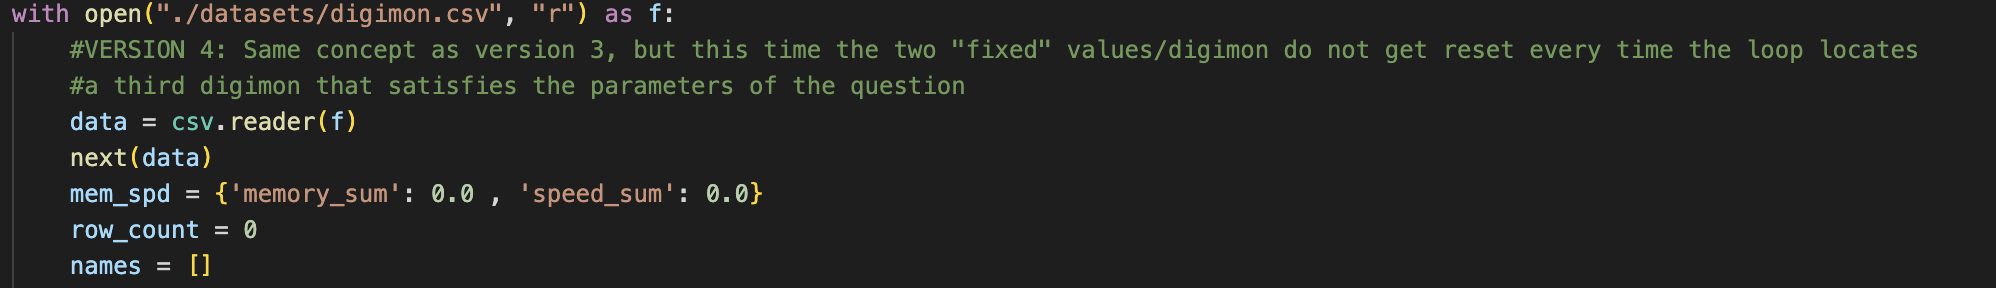 with open("./datasets/digimon.csv", "r") as f:
    #VERSION 4: Same concept as version 3, but this time the two "fixed" values/digimon do not get reset every time the loop locates
    #a third digimon that satisfies the parameters of the question
    data = csv.reader(f)
    next(data)
    mem_spd = {'memory_sum': 0.0 , 'speed_sum': 0.0}
    row_count = 0
    names = []